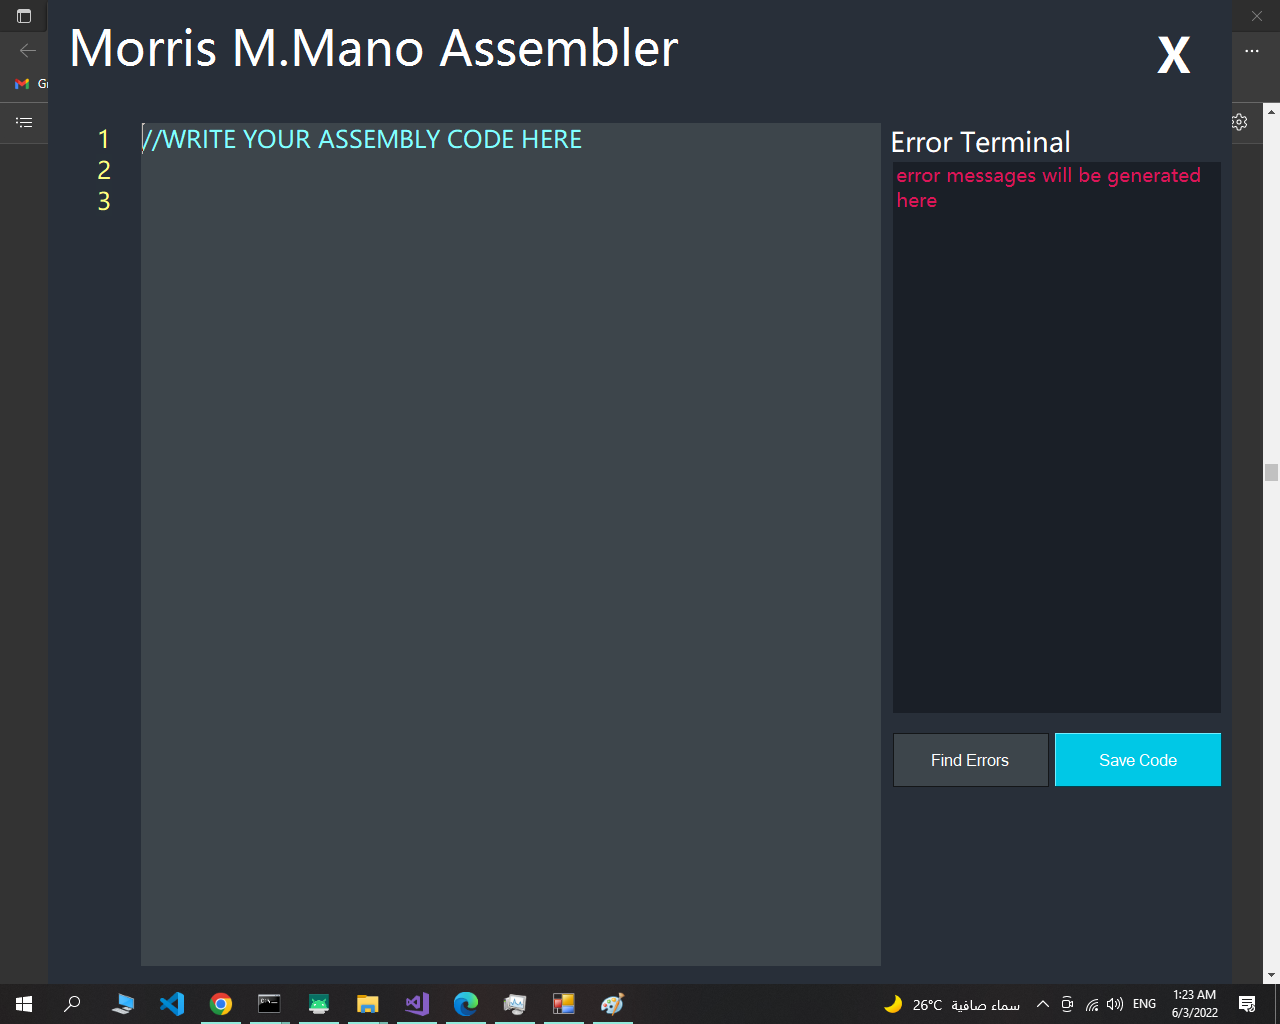 Morris M.Mano Assembler
X
1
2
3
//WRITE YOUR ASSEMBLY CODE HERE
Error Terminal
error messages will be generated
here
Find Errors
Save Code
26°C
سماء صافية
ENG
1:23 AM
6/3/2022